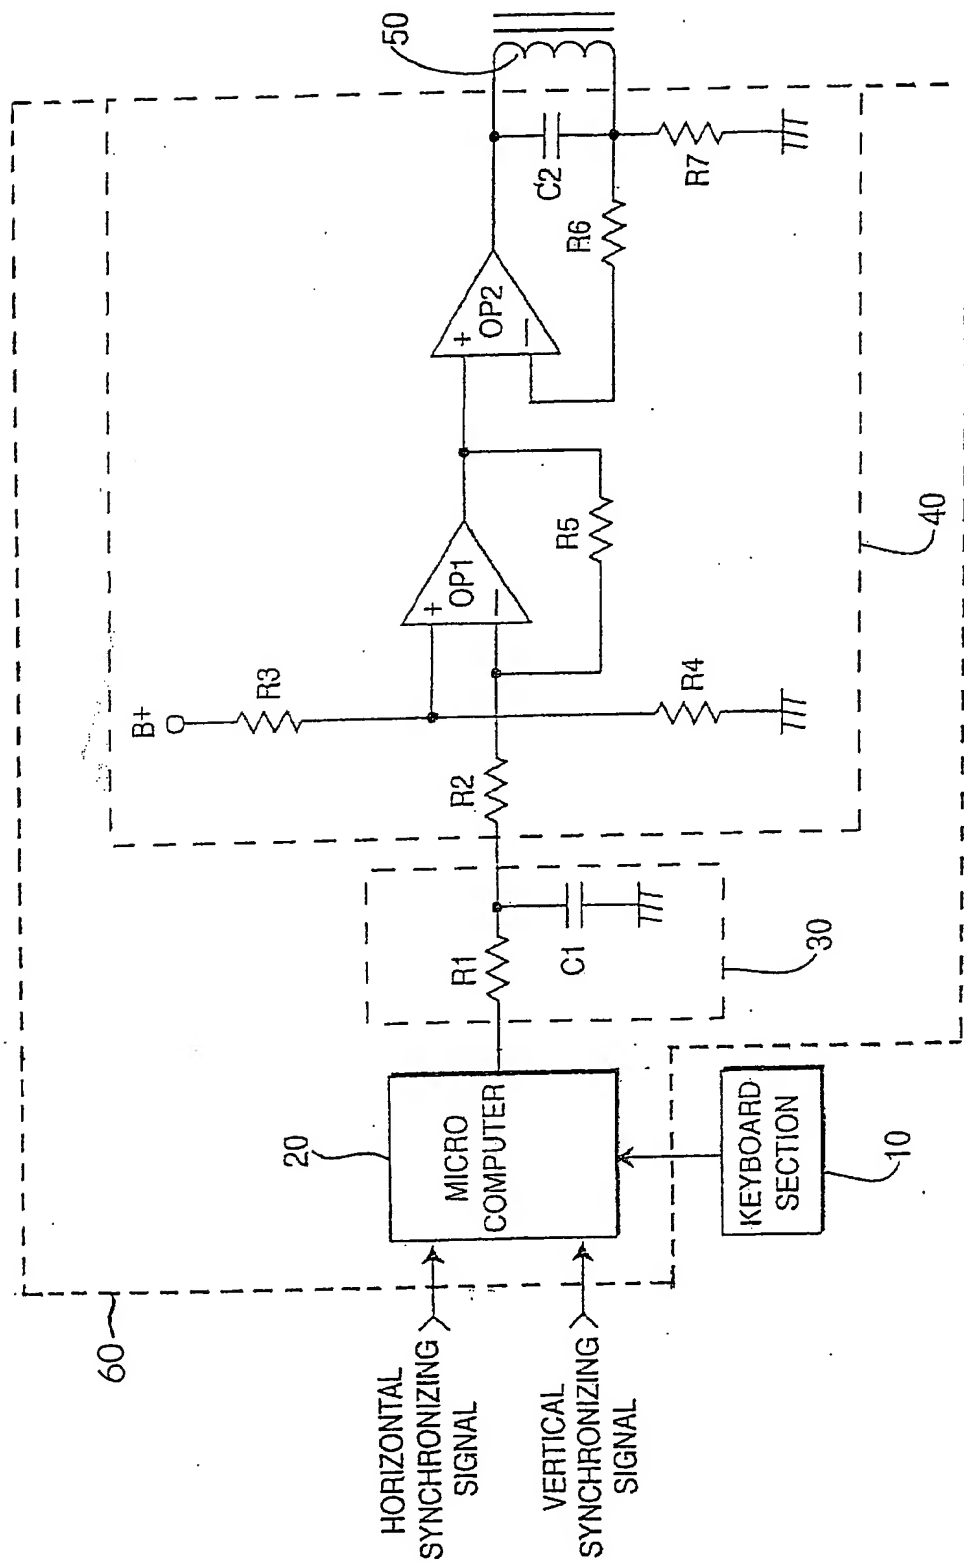 60
HORIZONTAL
SYNCHRONIZING
SIGNAL
VERTICAL
SYNCHRONIZING
SIGNAL
20
MICRO
COMPUTER
KEYBOARD
SECTION
10
R1
C1
30
R2
B+
R3
R4
+
OP1
−
R5
+
OP2
−
R6
C2
R7
40
50